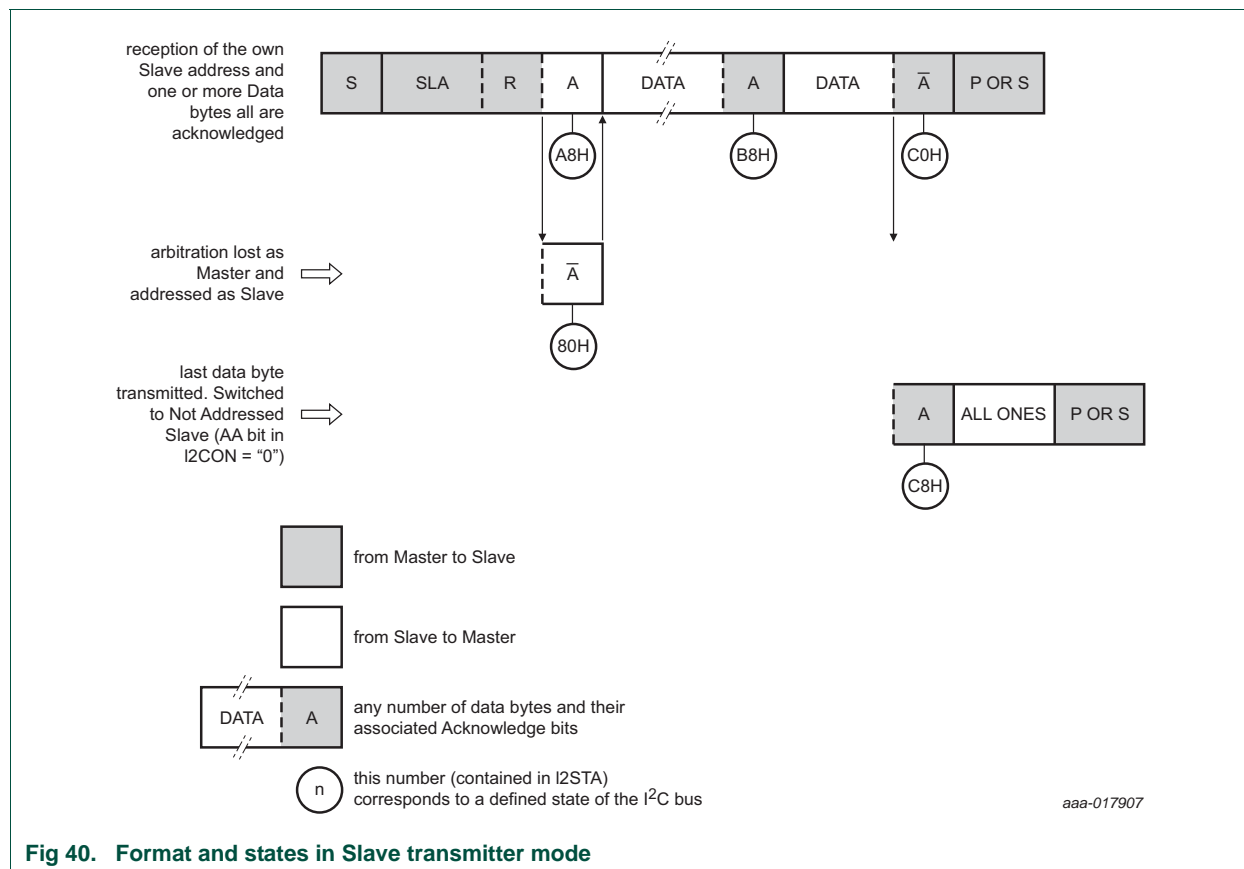 reception of the own
Slave address and
one or more Data
bytes all are
acknowledged
S SLA R A DATA A DATA A̅ P OR S
A8H B8H C0H
arbitration lost as
Master and
addressed as Slave
A̅
80H
last data byte
transmitted. Switched
to Not Addressed
Slave (AA bit in
I2CON = “0”)
A ALL ONES P OR S
C8H
from Master to Slave
from Slave to Master
DATA A
any number of data bytes and their
associated Acknowledge bits
n
this number (contained in I2STA)
corresponds to a defined state of the I²C bus
aaa-017907
Fig 40. Format and states in Slave transmitter mode